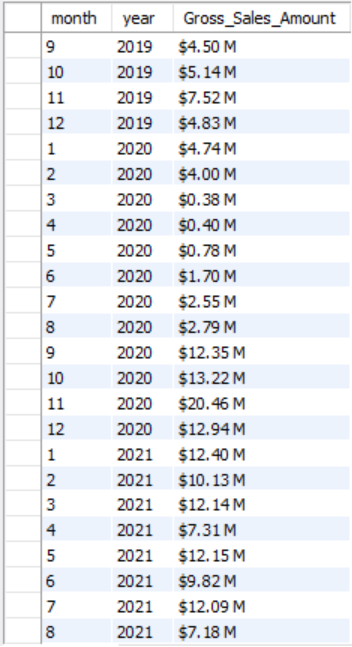 month year Gross_Sales_Amount
9 2019 $4.50 M
10 2019 $5.14 M
11 2019 $7.52 M
12 2019 $4.83 M
1 2020 $4.74 M
2 2020 $4.00 M
3 2020 $0.38 M
4 2020 $0.40 M
5 2020 $0.78 M
6 2020 $1.70 M
7 2020 $2.55 M
8 2020 $2.79 M
9 2020 $12.35 M
10 2020 $13.22 M
11 2020 $20.46 M
12 2020 $12.94 M
1 2021 $12.40 M
2 2021 $10.13 M
3 2021 $12.14 M
4 2021 $7.31 M
5 2021 $12.15 M
6 2021 $9.82 M
7 2021 $12.09 M
8 2021 $7.18 M